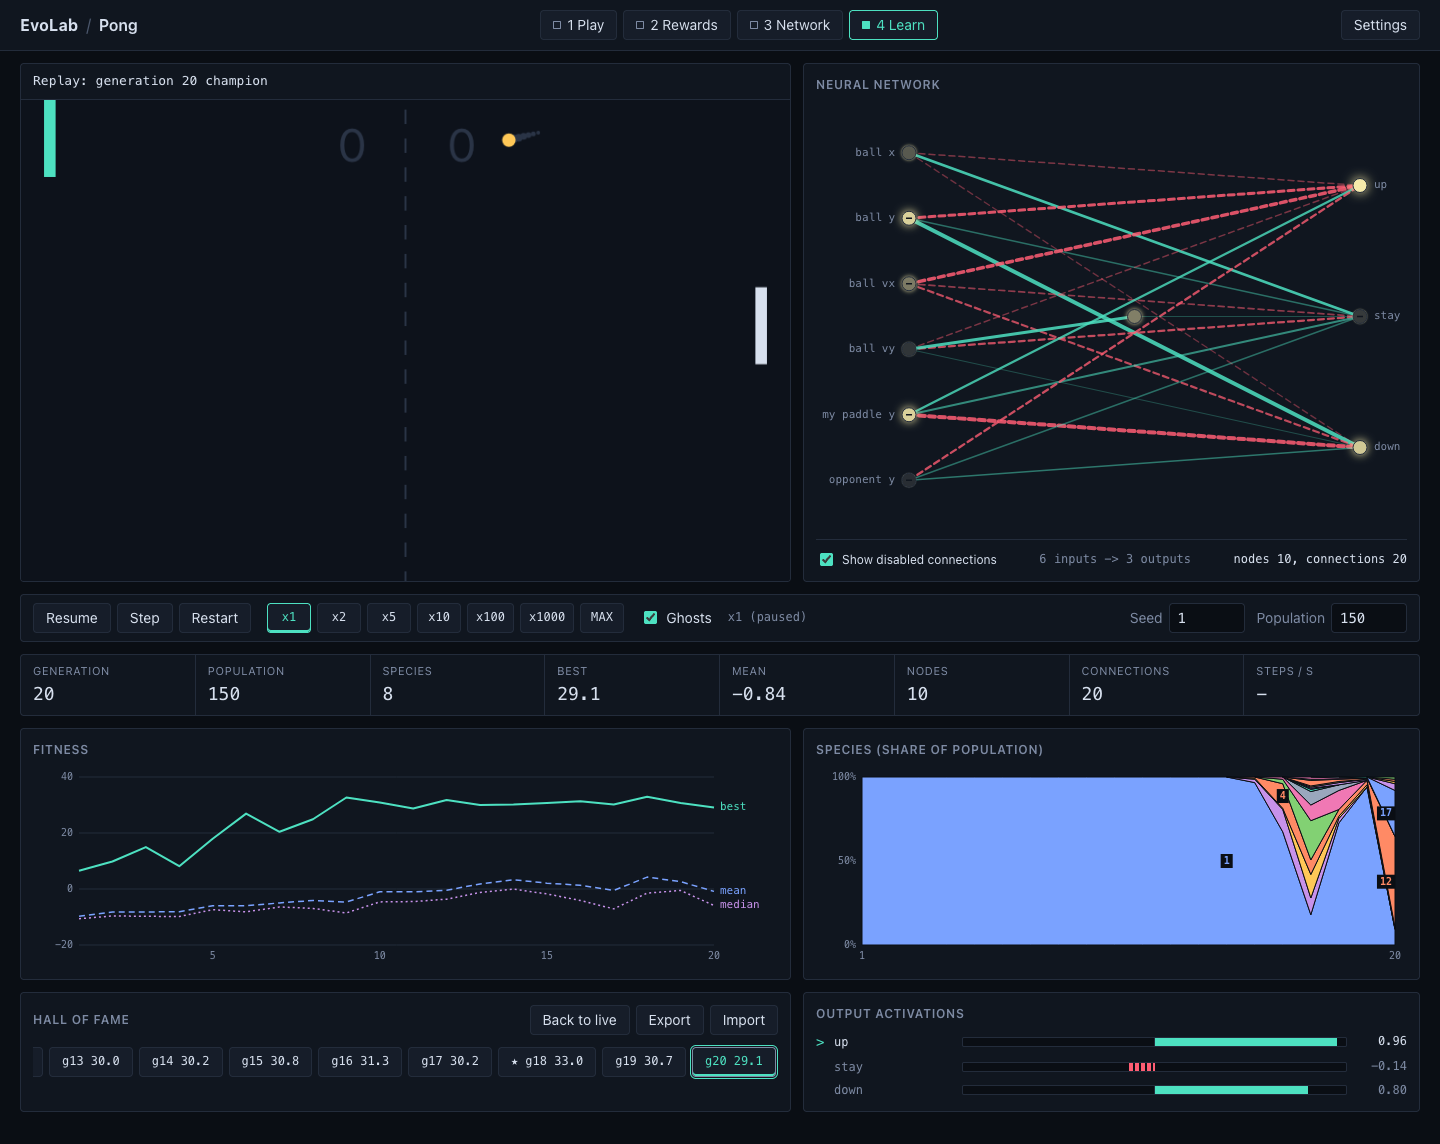 EvoLab / Pong
1 Play
2 Rewards
3 Network
4 Learn
Settings
Replay: generation 20 champion
0 0
NEURAL NETWORK
ball x
ball y
ball vx
ball vy
my paddle y
opponent y
up
stay
down
Show disabled connections
6 inputs −> 3 outputs
nodes 10, connections 20
Resume
Step
Restart
x1
x2
x5
x10
x100
x1000
MAX
Ghosts
x1 (paused)
Seed 1
Population 150
GENERATION
20
POPULATION
150
SPECIES
8
BEST
29.1
MEAN
−0.84
NODES
10
CONNECTIONS
20
STEPS / S
−
FITNESS
40
20
0
−20
5
10
15
20
best
mean
median
SPECIES (SHARE OF POPULATION)
100%
50%
0%
1
20
4
1
17
12
HALL OF FAME
Back to live
Export
Import
g13 30.0
g14 30.2
g15 30.8
g16 31.3
g17 30.2
★ g18 33.0
g19 30.7
g20 29.1
OUTPUT ACTIVATIONS
> up 0.96
stay −0.14
down 0.80